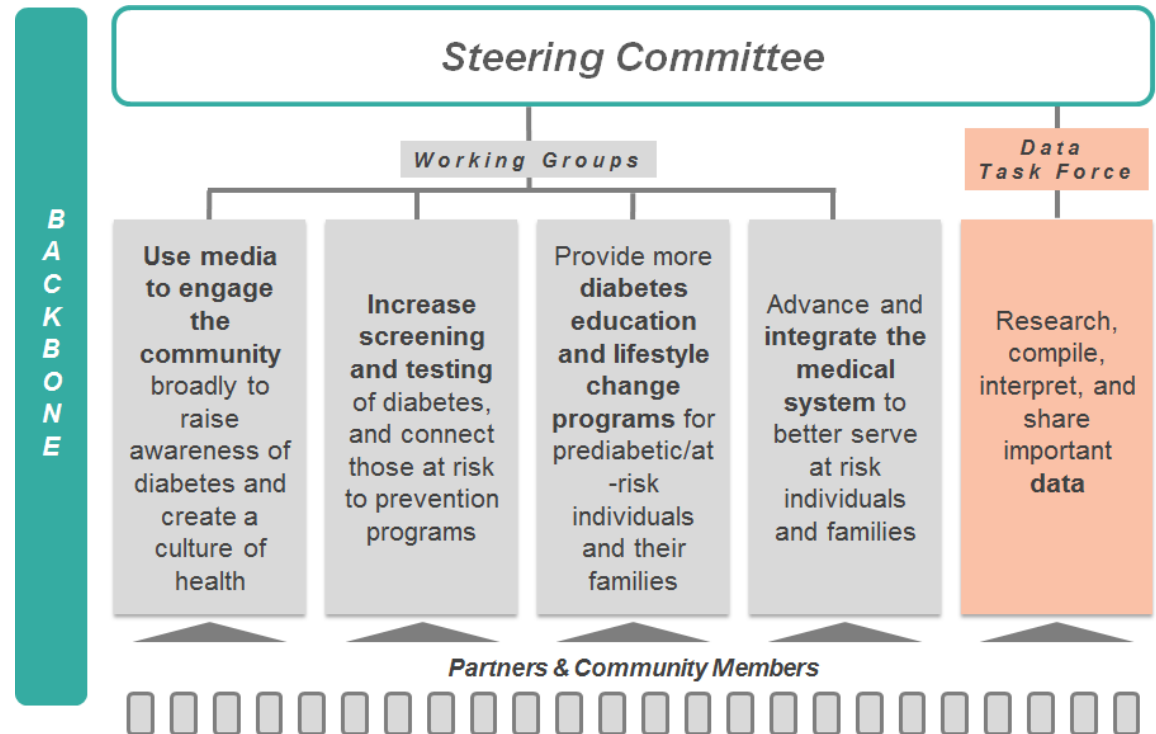 BACKBONE
Steering Committee
Working Groups
Data
Task Force
Use media
to engage
the
community
broadly to
raise
awareness of
diabetes and
create a
culture of
health
Increase
screening
and testing
of diabetes,
and connect
those at risk
to prevention
programs
Provide more
diabetes
education
and lifestyle
change
programs for
prediabetic/at
-risk
individuals
and their
families
Advance and
integrate the
medical
system to
better serve
at risk
individuals
and families
Research,
compile,
interpret, and
share
important
data
Partners & Community Members